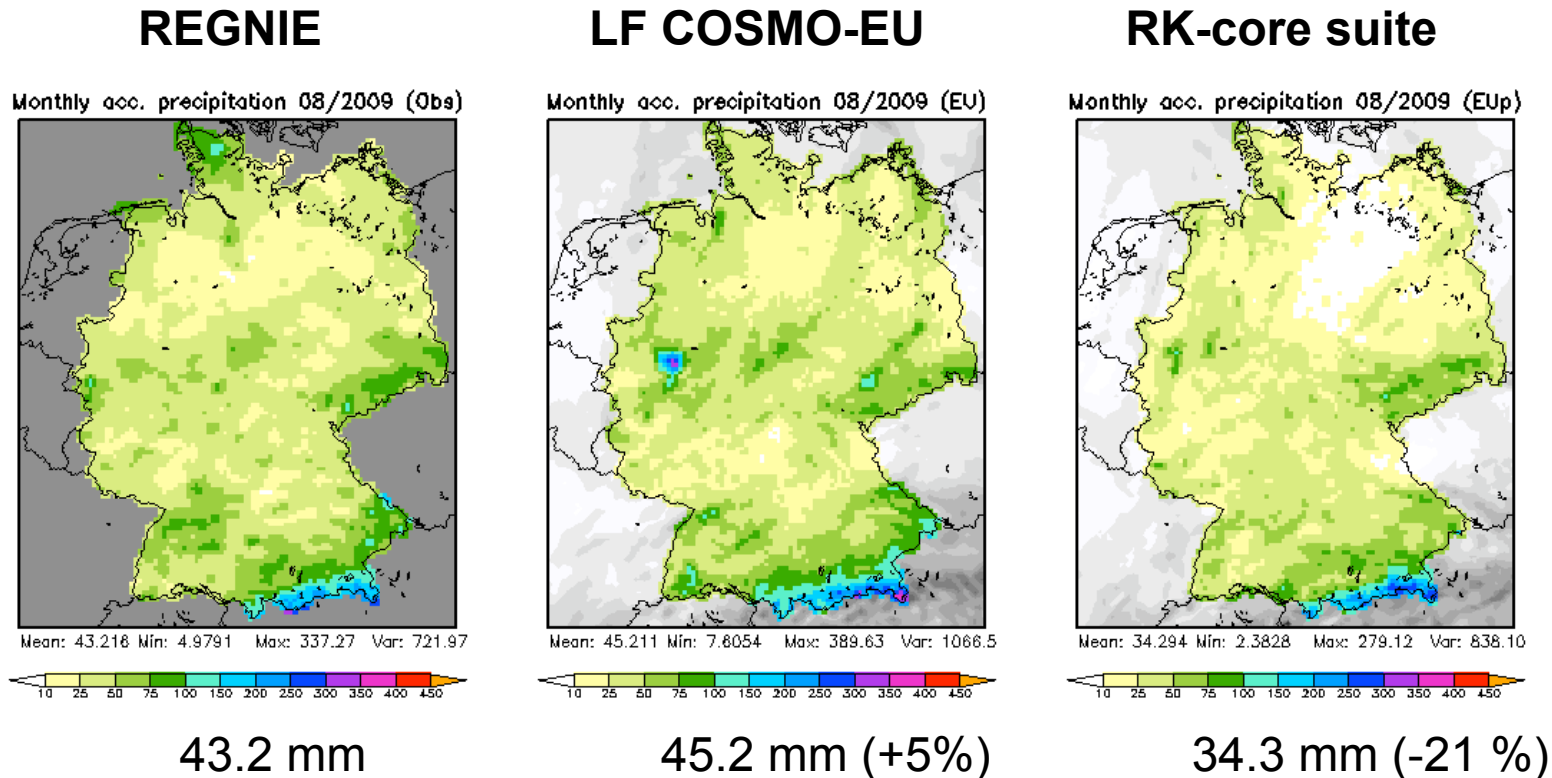 REGNIE LF COSMO-EU RK-core suite
Monthly acc. precipitation 08/2009 (Obs) Monthly acc. precipitation 08/2009 (EU) Monthly acc. precipitation 08/2009 (EUp)
Mean: 43.216 Min: 4.9791 Max: 337.27 Var: 721.97 Mean: 45.211 Min: 7.6054 Max: 389.63 Var: 1066.5 Mean: 34.294 Min: 2.3828 Max: 279.12 Var: 838.10
10 25 50 75 100 150 200 250 300 350 400 450 10 25 50 75 100 150 200 250 300 350 400 450 10 25 50 75 100 150 200 250 300 350 400 450
43.2 mm 45.2 mm (+5%) 34.3 mm (-21 %)